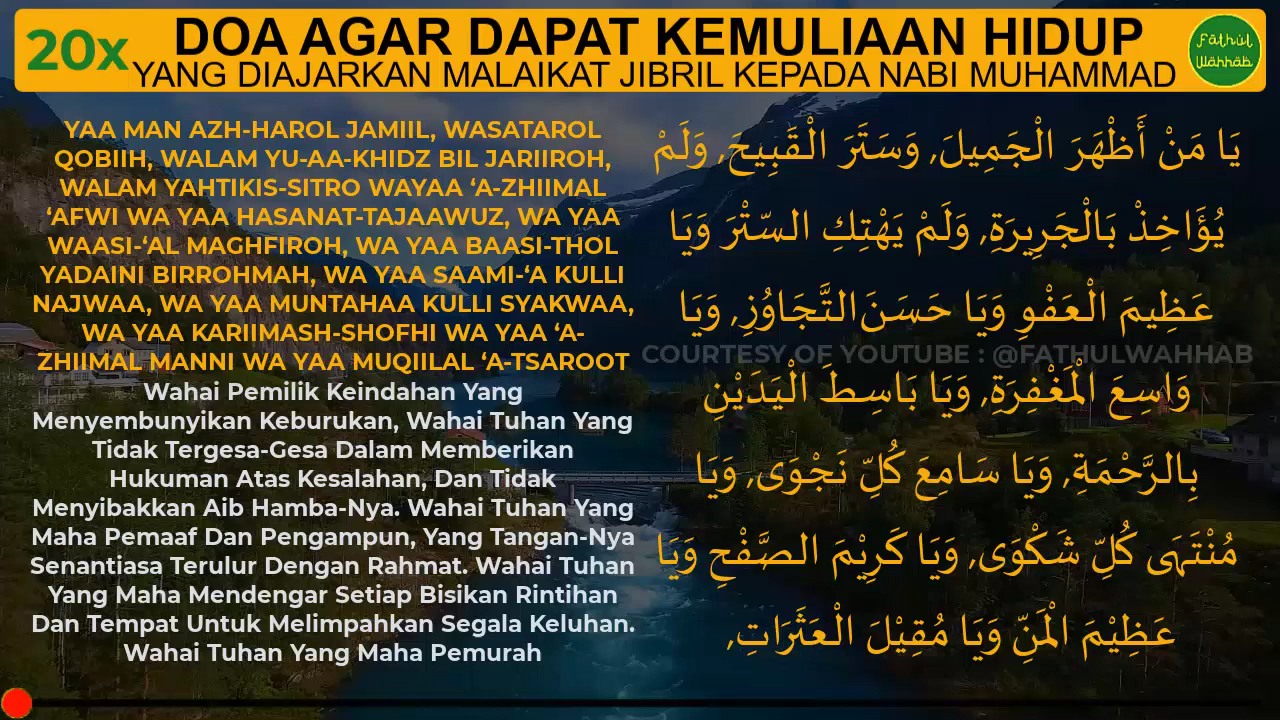 20x
DOA AGAR DAPAT KEMULIAAN HIDUP
YANG DIAJARKAN MALAIKAT JIBRIL KEPADA NABI MUHAMMAD
Fathul
Wahhab
YAA MAN AZH-HAROL JAMIIL, WASATAROL
QOBIIH, WALAM YU-AA-KHIDZ BIL JARIIROH,
WALAM YAHTIKIS-SITRO WAYAA ‘A-ZHIIMAL
‘AFWI WA YAA HASANAT-TAJAAWUZ, WA YAA
WAASI-‘AL MAGHFIROH, WA YAA BAASI-THOL
YADAINI BIRROHMAH, WA YAA SAAMI-‘A KULLI
NAJWAA, WA YAA MUNTAHAA KULLI SYAKWAA,
WA YAA KARIIMASH-SHOFHI WA YAA ‘A-
ZHIIMAL MANNI WA YAA MUQIILAL ‘A-TSAROOT
Wahai Pemilik Keindahan Yang
Menyembunyikan Keburukan, Wahai Tuhan Yang
Tidak Tergesa-Gesa Dalam Memberikan
Hukuman Atas Kesalahan, Dan Tidak
Menyibakkan Aib Hamba-Nya. Wahai Tuhan Yang
Maha Pemaaf Dan Pengampun, Yang Tangan-Nya
Senantiasa Terulur Dengan Rahmat. Wahai Tuhan
Yang Maha Mendengar Setiap Bisikan Rintihan
Dan Tempat Untuk Melimpahkan Segala Keluhan.
Wahai Tuhan Yang Maha Pemurah
يَا مَنْ أَظْهَرَ الْجَمِيلَ, وَسَتَرَ الْقَبِيحَ, وَلَمْ
يُؤَاخِذْ بَالْجَرِيرَةِ, وَلَمْ يَهْتِكِ السّتْرَ وَيَا
عَظِيمَ الْعَفْوِ وَيَا حَسَنَ التَّجَاوُزِ, وَيَا
COURTESY OF YOUTUBE : @FATHULWAHHAB
وَاسِعَ الْمَغْفِرَةِ, وَيَا بَاسِطَ الْيَدَيْنِ
بِالرَّحْمَةِ, وَيَا سَامِعَ كُلِّ نَجْوَى, وَيَا
مُنْتَهَى كُلِّ شَكْوَى, وَيَا كَرِيْمَ الصَّفْحِ وَيَا
عَظِيْمَ الْمَنِّ وَيَا مُقِيْلَ الْعَثَرَاتِ,